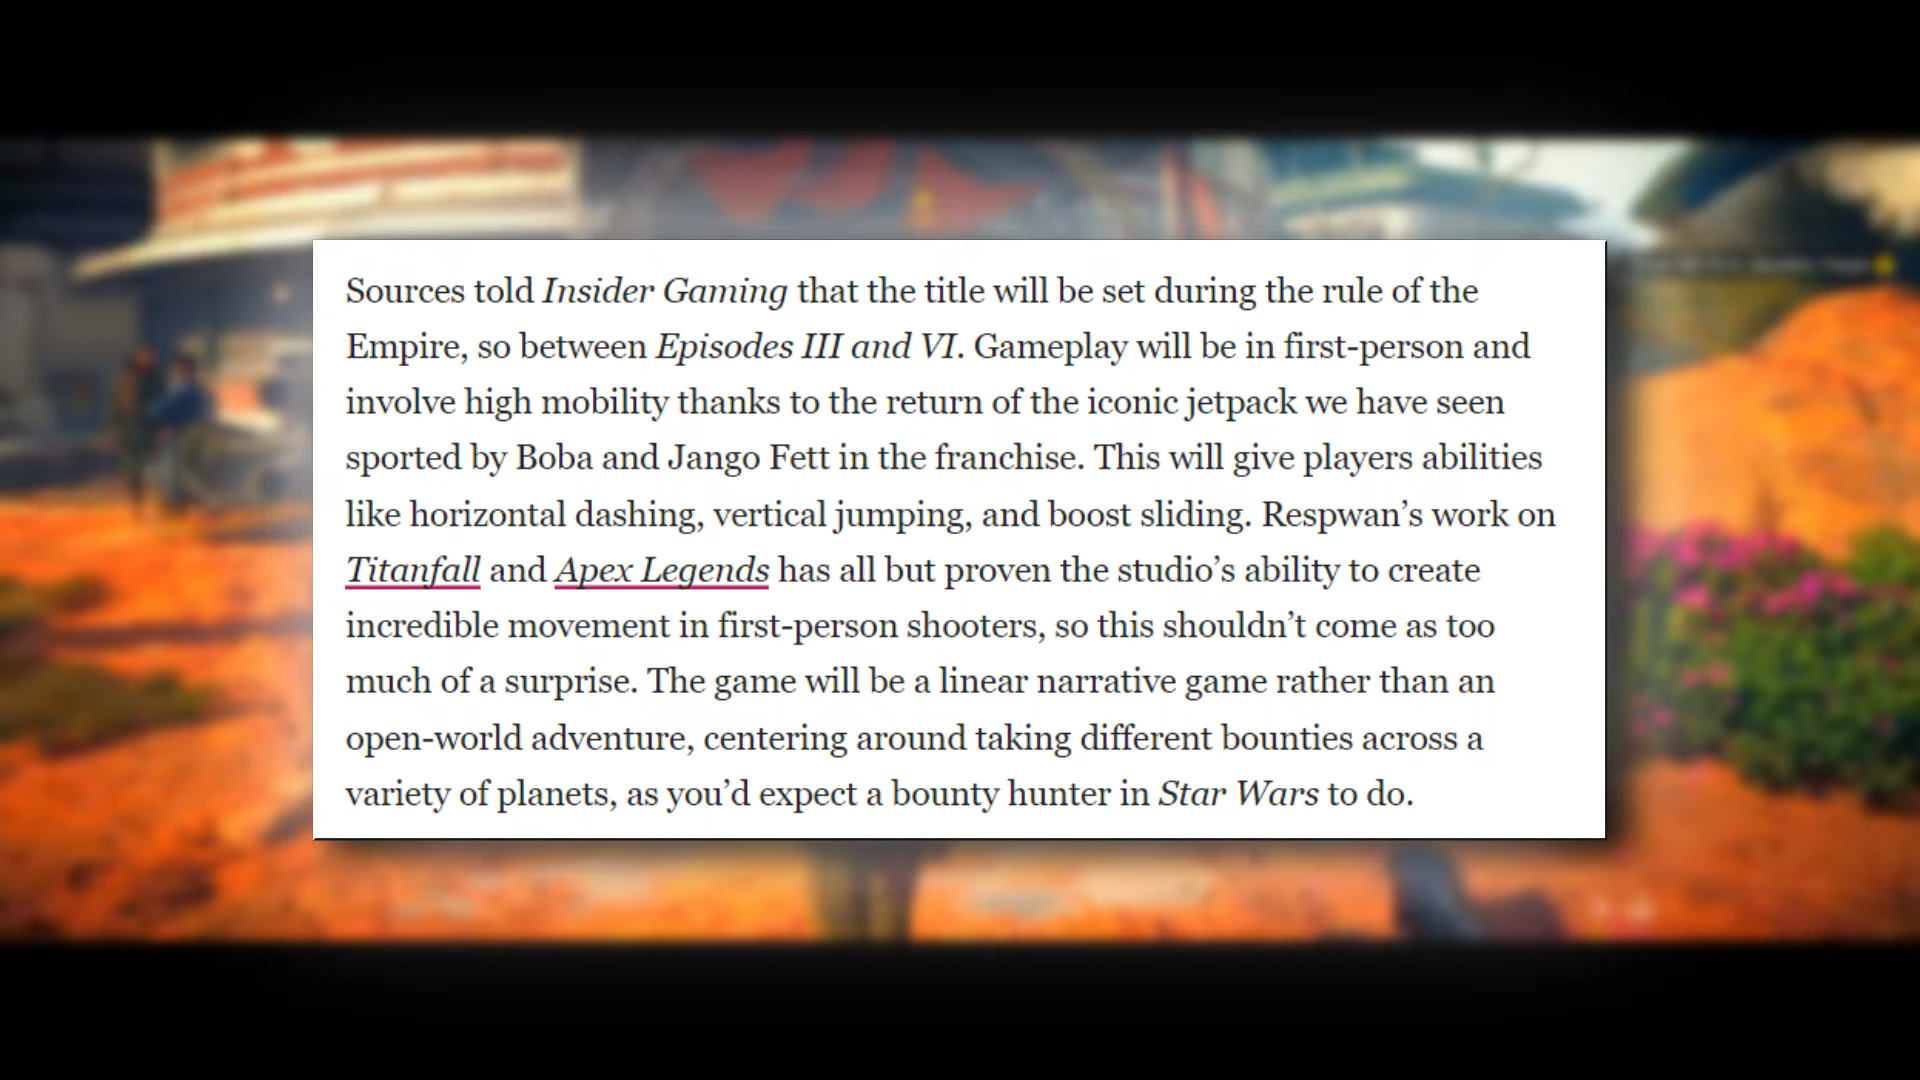 Sources told Insider Gaming that the title will be set during the rule of the
Empire, so between Episodes III and VI. Gameplay will be in first-person and
involve high mobility thanks to the return of the iconic jetpack we have seen
sported by Boba and Jango Fett in the franchise. This will give players abilities
like horizontal dashing, vertical jumping, and boost sliding. Respwan’s work on
Titanfall and Apex Legends has all but proven the studio’s ability to create
incredible movement in first-person shooters, so this shouldn’t come as too
much of a surprise. The game will be a linear narrative game rather than an
open-world adventure, centering around taking different bounties across a
variety of planets, as you’d expect a bounty hunter in Star Wars to do.